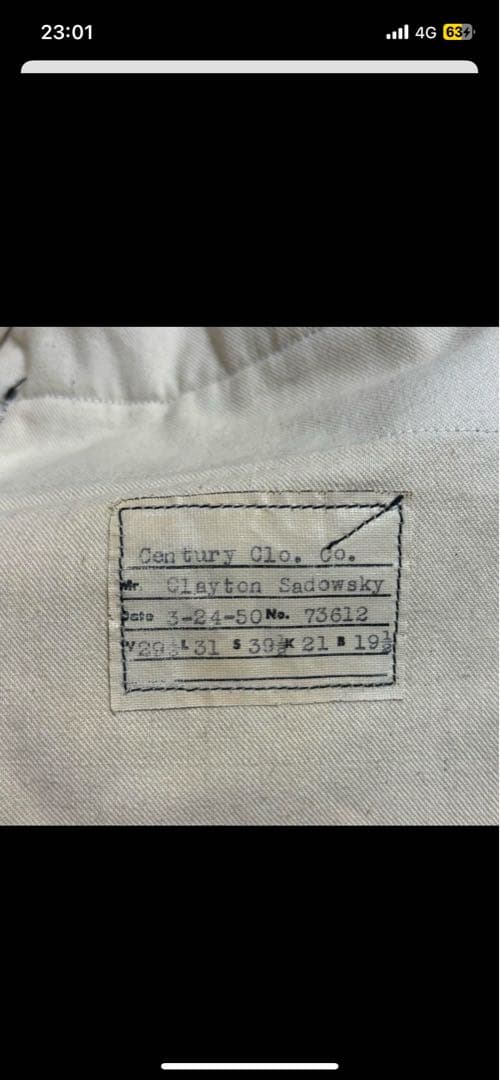 23:01 4G 63
Century Clo. Co.
Mr. Clayton Sadowsky
Date 3-24-50 No. 73612
L 31 S 39½ K 21 B 19½